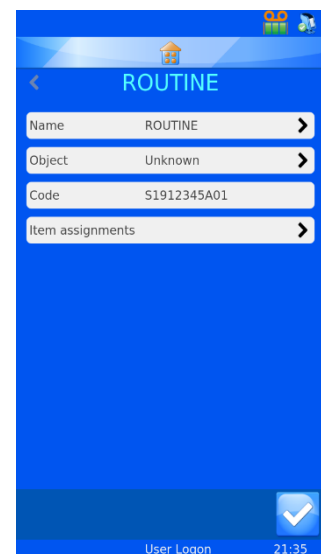 ROUTINE
Name ROUTINE
Object Unknown
Code S1912345A01
Item assignments
User Logon 21:35